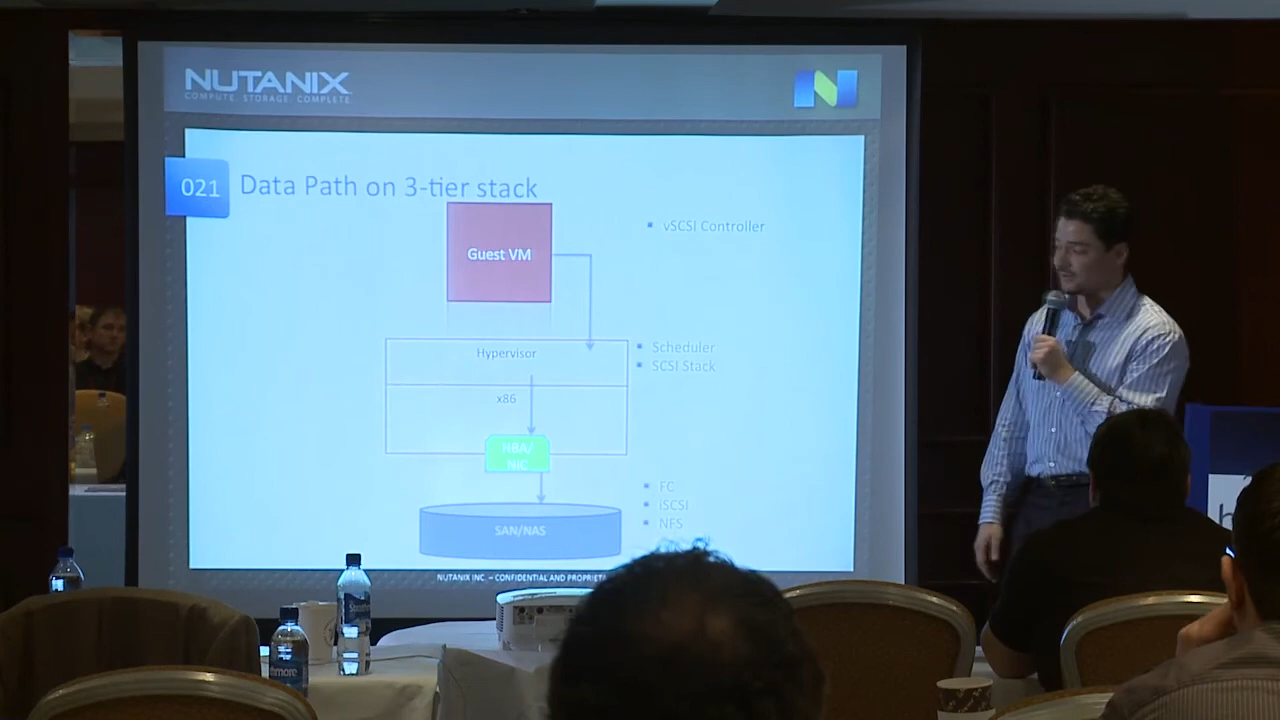 NUTANIX
COMPUTE. STORAGE. COMPLETE.
021
Data Path on 3-tier stack
Guest VM
vSCSI Controller
Hypervisor
Scheduler
SCSI Stack
x86
HBA/
NIC
FC
iSCSI
NFS
SAN/NAS
NUTANIX INC. – CONFIDENTIAL AND PROPRIETA